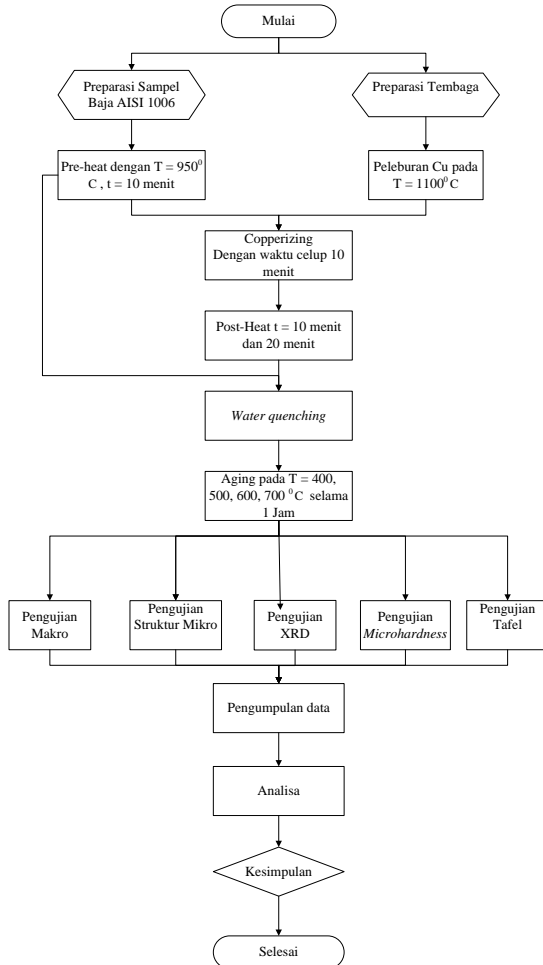 Mulai
Preparasi Sampel
Baja AISI 1006
Preparasi Tembaga
Pre-heat dengan T = 950⁰
C , t = 10 menit
Peleburan Cu pada
T = 1100⁰ C
Copperizing
Dengan waktu celup 10
menit
Post-Heat t = 10 menit
dan 20 menit
Water quenching
Aging pada T = 400,
500, 600, 700 ⁰C selama
1 Jam
Pengujian
Makro
Pengujian
Struktur Mikro
Pengujian
XRD
Pengujian
Microhardness
Pengujian
Tafel
Pengumpulan data
Analisa
Kesimpulan
Selesai